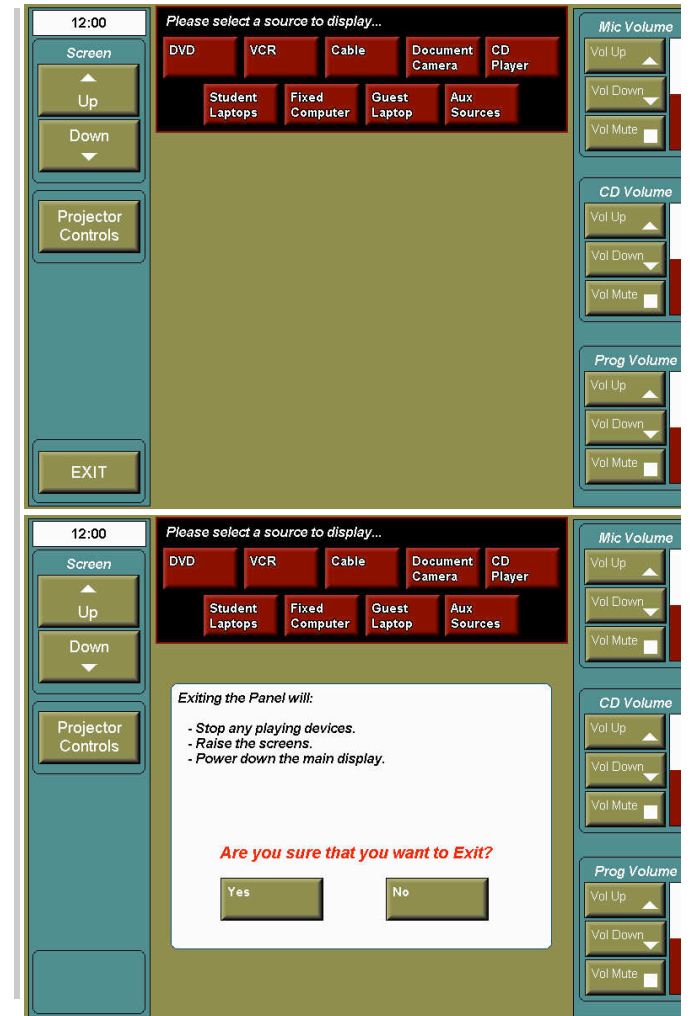 12:00
Screen
Up
Down
Projector
Controls
EXIT
Please select a source to display...
DVD
VCR
Cable
Document
Camera
CD
Player
Student
Laptops
Fixed
Computer
Guest
Laptop
Aux
Sources
Mic Volume
Vol Up
Vol Down
Vol Mute
CD Volume
Vol Up
Vol Down
Vol Mute
Prog Volume
Vol Up
Vol Down
Vol Mute
12:00
Screen
Up
Down
Projector
Controls
Please select a source to display...
DVD
VCR
Cable
Document
Camera
CD
Player
Student
Laptops
Fixed
Computer
Guest
Laptop
Aux
Sources
Exiting the Panel will:
- Stop any playing devices.
- Raise the screens.
- Power down the main display.
Are you sure that you want to Exit?
Yes
No
Mic Volume
Vol Up
Vol Down
Vol Mute
CD Volume
Vol Up
Vol Down
Vol Mute
Prog Volume
Vol Up
Vol Down
Vol Mute